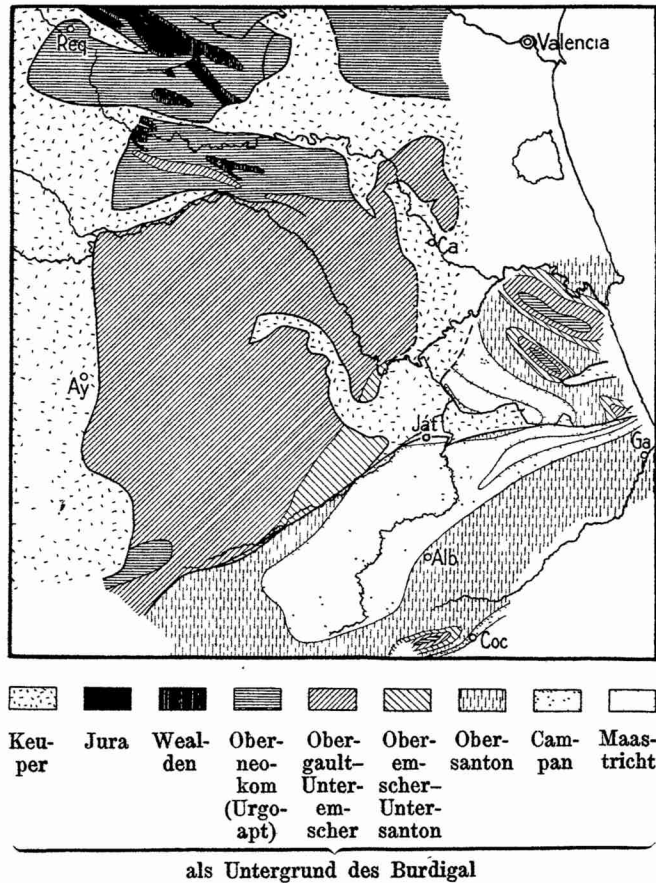 Req
Valencia
Ca
Ay
Ját
Ga
Alb
Coc
Keu-
per
Jura
Weal-
den
Ober-
neo-
kom
(Urgo-
apt)
Ober-
gault–
Unter-
em-
scher
Ober-
em-
scher–
Unter-
santon
Ober-
santon
Cam-
pan
Maas-
tricht
als Untergrund des Burdigal